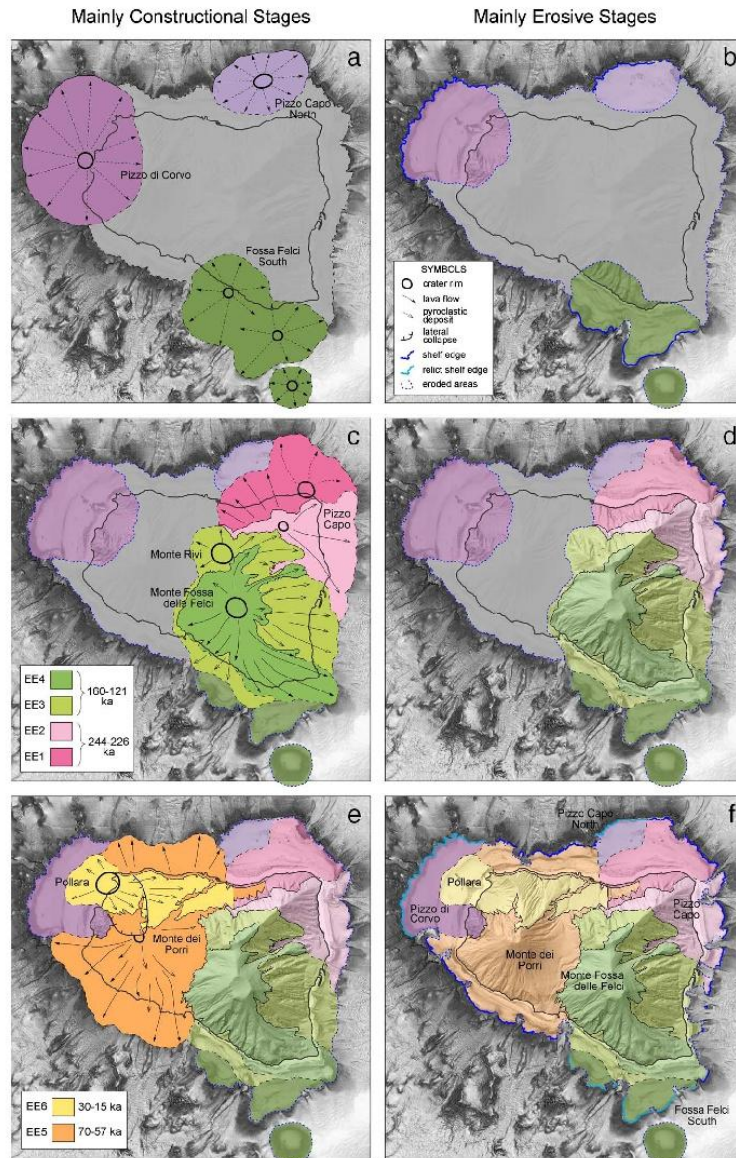 Mainly Constructional Stages
Mainly Erosive Stages
a
Pizzo Capo
North
Pizzo di Corvo
Fossa Felci
South
b
SYMBOLS
crater rim
lava flow
pyroclastic
deposit
lateral
collapse
shelf edge
relict shelf edge
eroded areas
c
Pizzo
Capo
Monte Rivi
Monte Fossa
delle Felci
EE4
EE3
160-121
ka
EE2
EE1
244-226
ka
d
e
Pollara
Monte dei
Porri
EE6
30-15 ka
EE5
70-57 ka
f
Pizzo Capo
North
Pollara
Pizzo di
Corvo
Pizzo
Capo
Monte dei
Porri
Monte Fossa
delle Felci
Fossa Felci
South